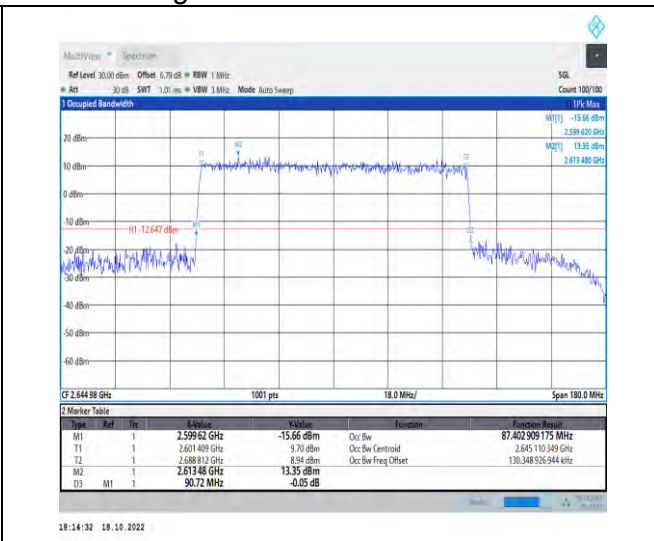 MultiView Spectrum
Ref Level 30.00 dBm Offset 6.79 dB RBW 1 MHz SGL
Att 30 dB SWT 1.01 ms VBW 3 MHz Mode Auto Sweep Count 100/100
1 Occupied Bandwidth 1Pk Max
M1[1] -15.66 dBm
2.599 620 GHz
M2[1] 13.35 dBm
2.613 480 GHz
20 dBm
M2
T1
T2
10 dBm
0 dBm
-10 dBm
H1 -12.647 dBm
M1
-20 dBm
-30 dBm
-40 dBm
-50 dBm
-60 dBm
CF 2.644 98 GHz 1001 pts 18.0 MHz/ Span 180.0 MHz
2 Marker Table
Type Ref Trc X-Value Y-Value Function Function Result
M1 1 2.599 62 GHz -15.66 dBm Occ Bw 87.402 909 175 MHz
T1 1 2.601 409 GHz 9.70 dBm Occ Bw Centroid 2.645 110 349 GHz
T2 1 2.688 812 GHz 8.94 dBm Occ Bw Freq Offset 130.348 926 944 kHz
M2 1 2.613 48 GHz 13.35 dBm
D3 M1 1 90.72 MHz -0.05 dB
18:14:32 18.10.2022